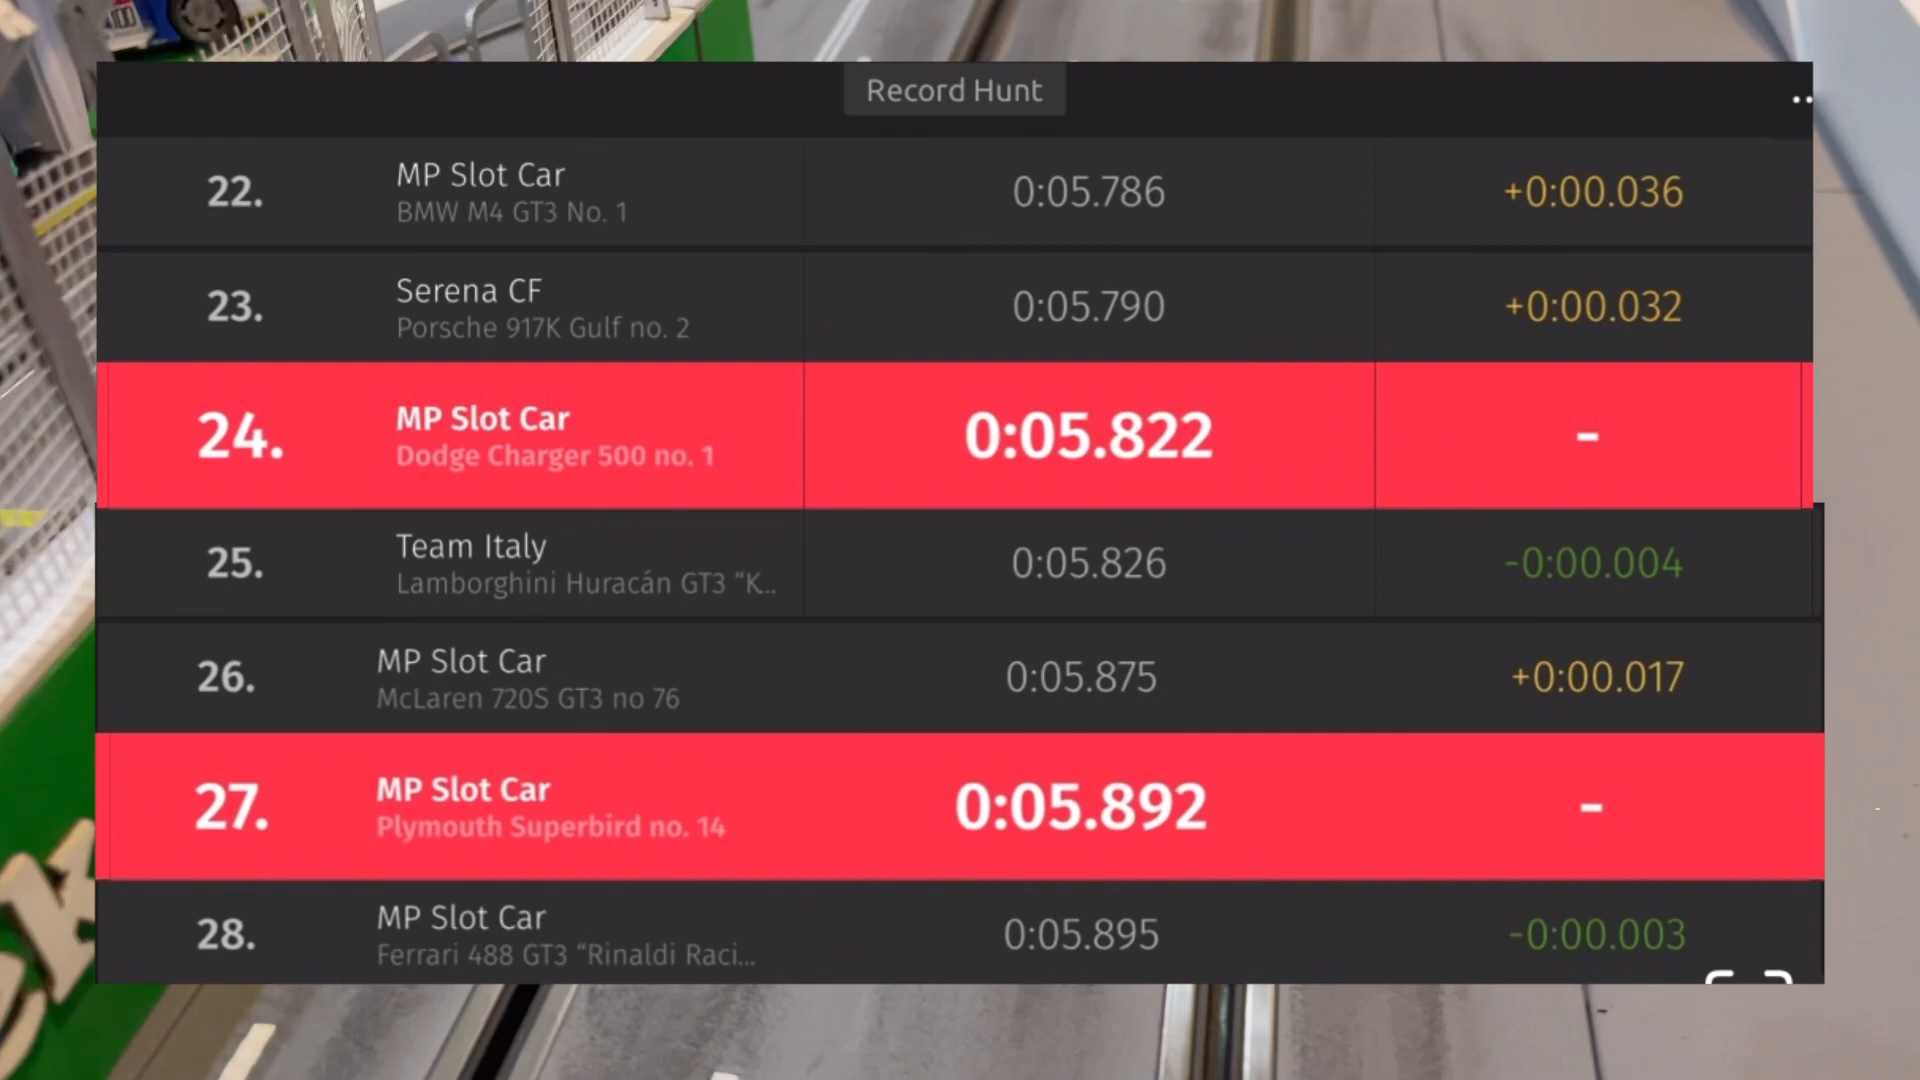 Record Hunt
22.
MP Slot Car
BMW M4 GT3 No. 1
0:05.786
+0:00.036
23.
Serena CF
Porsche 917K Gulf no. 2
0:05.790
+0:00.032
24.
MP Slot Car
Dodge Charger 500 no. 1
0:05.822
-
25.
Team Italy
Lamborghini Huracán GT3 “K...
0:05.826
-0:00.004
26.
MP Slot Car
McLaren 720S GT3 no 76
0:05.875
+0:00.017
27.
MP Slot Car
Plymouth Superbird no. 14
0:05.892
-
28.
MP Slot Car
Ferrari 488 GT3 “Rinaldi Raci...
0:05.895
-0:00.003